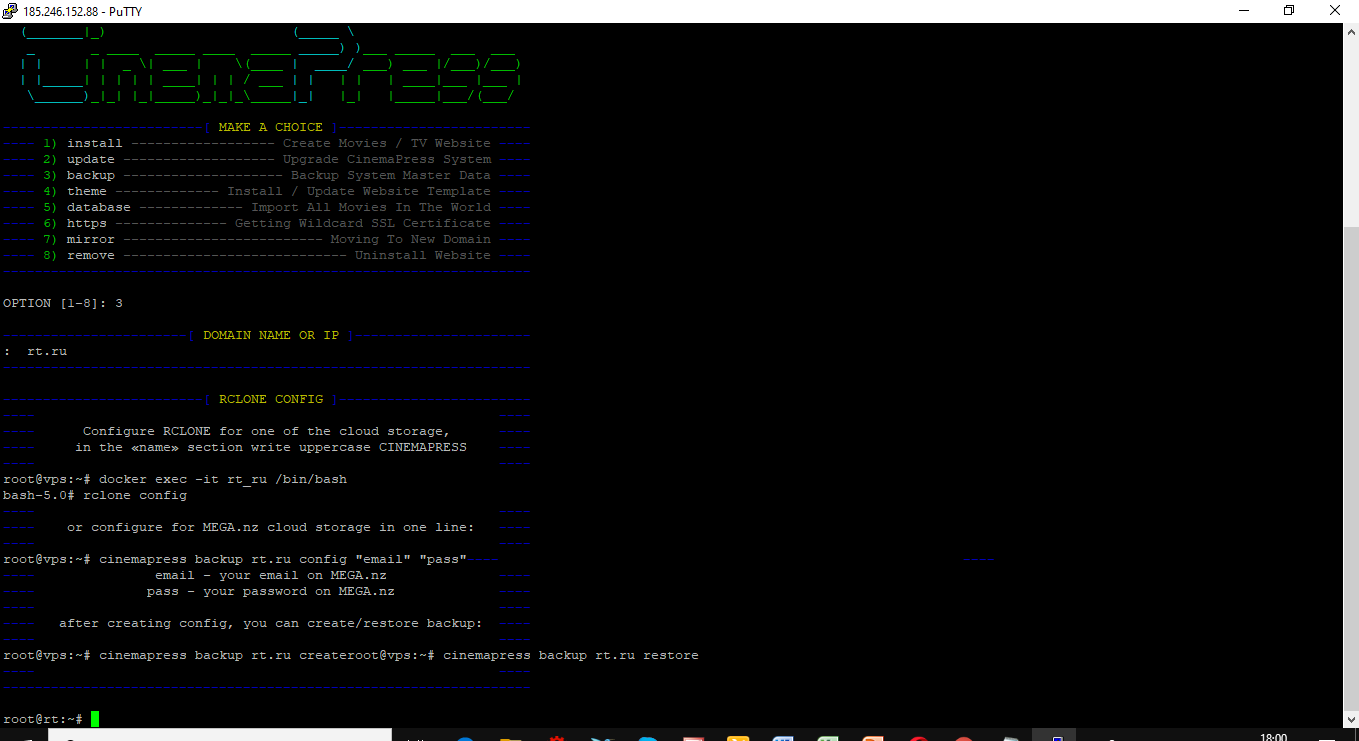 185.246.152.88 - PuTTY
[ MAKE A CHOICE ]
1) install ------------------ Create Movies / TV Website
2) update ------------------- Upgrade CinemaPress System
3) backup -------------------- Backup System Master Data
4) theme ------------- Install / Update Website Template
5) database ------------- Import All Movies In The World
6) https -------------- Getting Wildcard SSL Certificate
7) mirror ------------------------- Moving To New Domain
8) remove ---------------------------- Uninstall Website
OPTION [1-8]: 3
[ DOMAIN NAME OR IP ]
: rt.ru
[ RCLONE CONFIG ]
Configure RCLONE for one of the cloud storage,
in the «name» section write uppercase CINEMAPRESS
root@vps:~# docker exec -it rt_ru /bin/bash
bash-5.0# rclone config
or configure for MEGA.nz cloud storage in one line:
root@vps:~# cinemapress backup rt.ru config "email" "pass"
email - your email on MEGA.nz
pass - your password on MEGA.nz
after creating config, you can create/restore backup:
root@vps:~# cinemapress backup rt.ru createroot@vps:~# cinemapress backup rt.ru restore
root@rt:~#
18:00